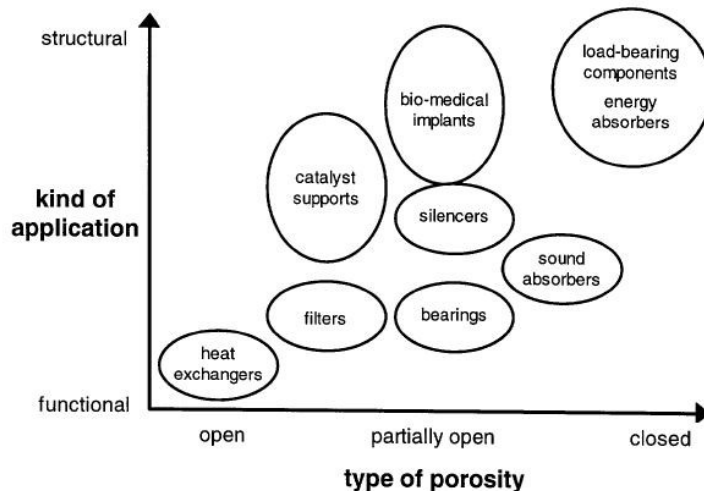 structural
load-bearing
components
energy
absorbers
bio-medical
implants
catalyst
supports
kind of
application
silencers
sound
absorbers
filters
bearings
heat
exchangers
functional
open
partially open
closed
type of porosity